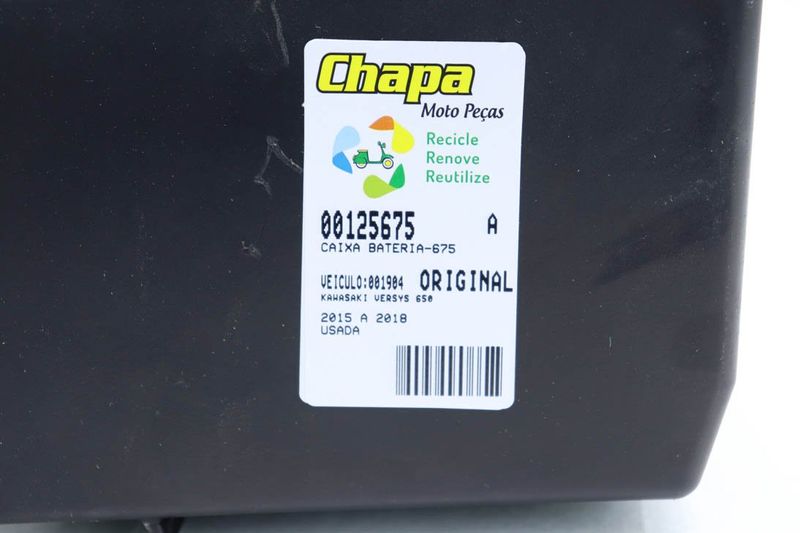 Chapa
Moto Peças
Recicle
Renove
Reutilize
00125675 A
CAIXA BATERIA-675
VEICULO:001904 ORIGINAL
KAWASAKI VERSYS 650
2015 A 2018
USADA